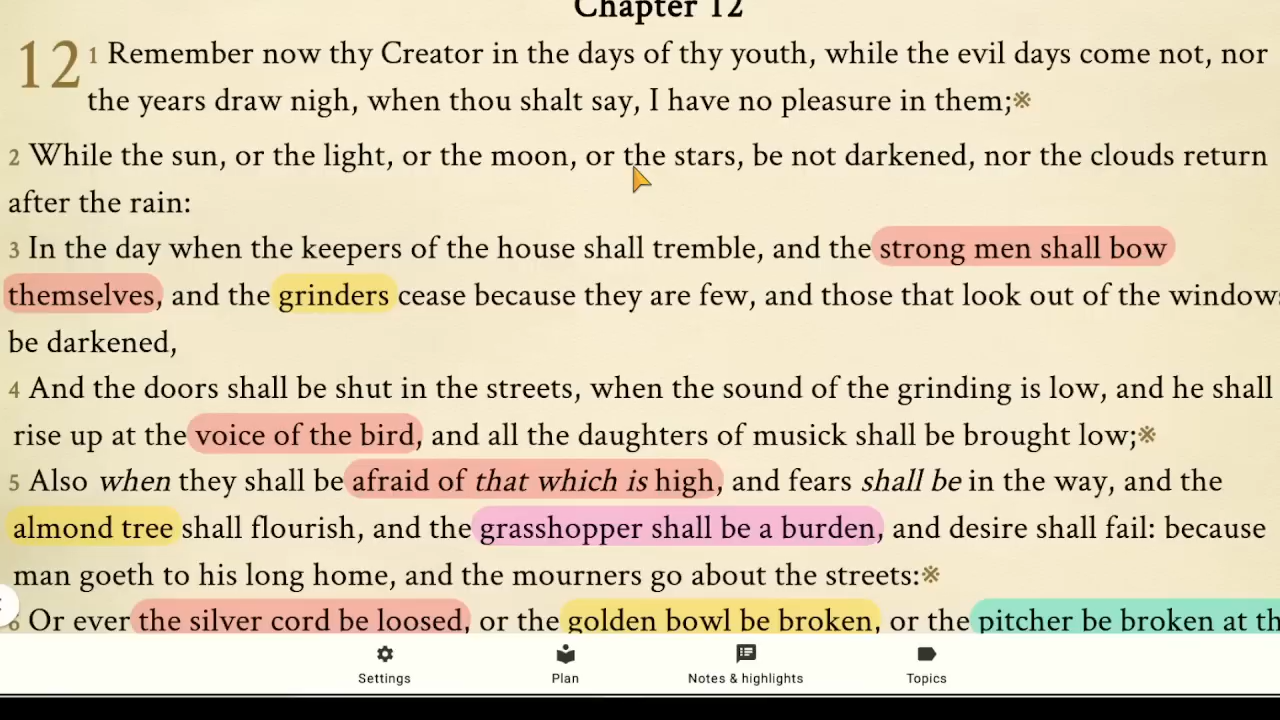 Chapter 12
12 1 Remember now thy Creator in the days of thy youth, while the evil days come not, nor
the years draw nigh, when thou shalt say, I have no pleasure in them;※
2 While the sun, or the light, or the moon, or the stars, be not darkened, nor the clouds return
after the rain:
3 In the day when the keepers of the house shall tremble, and the strong men shall bow
themselves, and the grinders cease because they are few, and those that look out of the windows
be darkened,
4 And the doors shall be shut in the streets, when the sound of the grinding is low, and he shall
rise up at the voice of the bird, and all the daughters of musick shall be brought low;※
5 Also when they shall be afraid of that which is high, and fears shall be in the way, and the
almond tree shall flourish, and the grasshopper shall be a burden, and desire shall fail: because
man goeth to his long home, and the mourners go about the streets:※
6 Or ever the silver cord be loosed, or the golden bowl be broken, or the pitcher be broken at th
Settings Plan Notes & highlights Topics